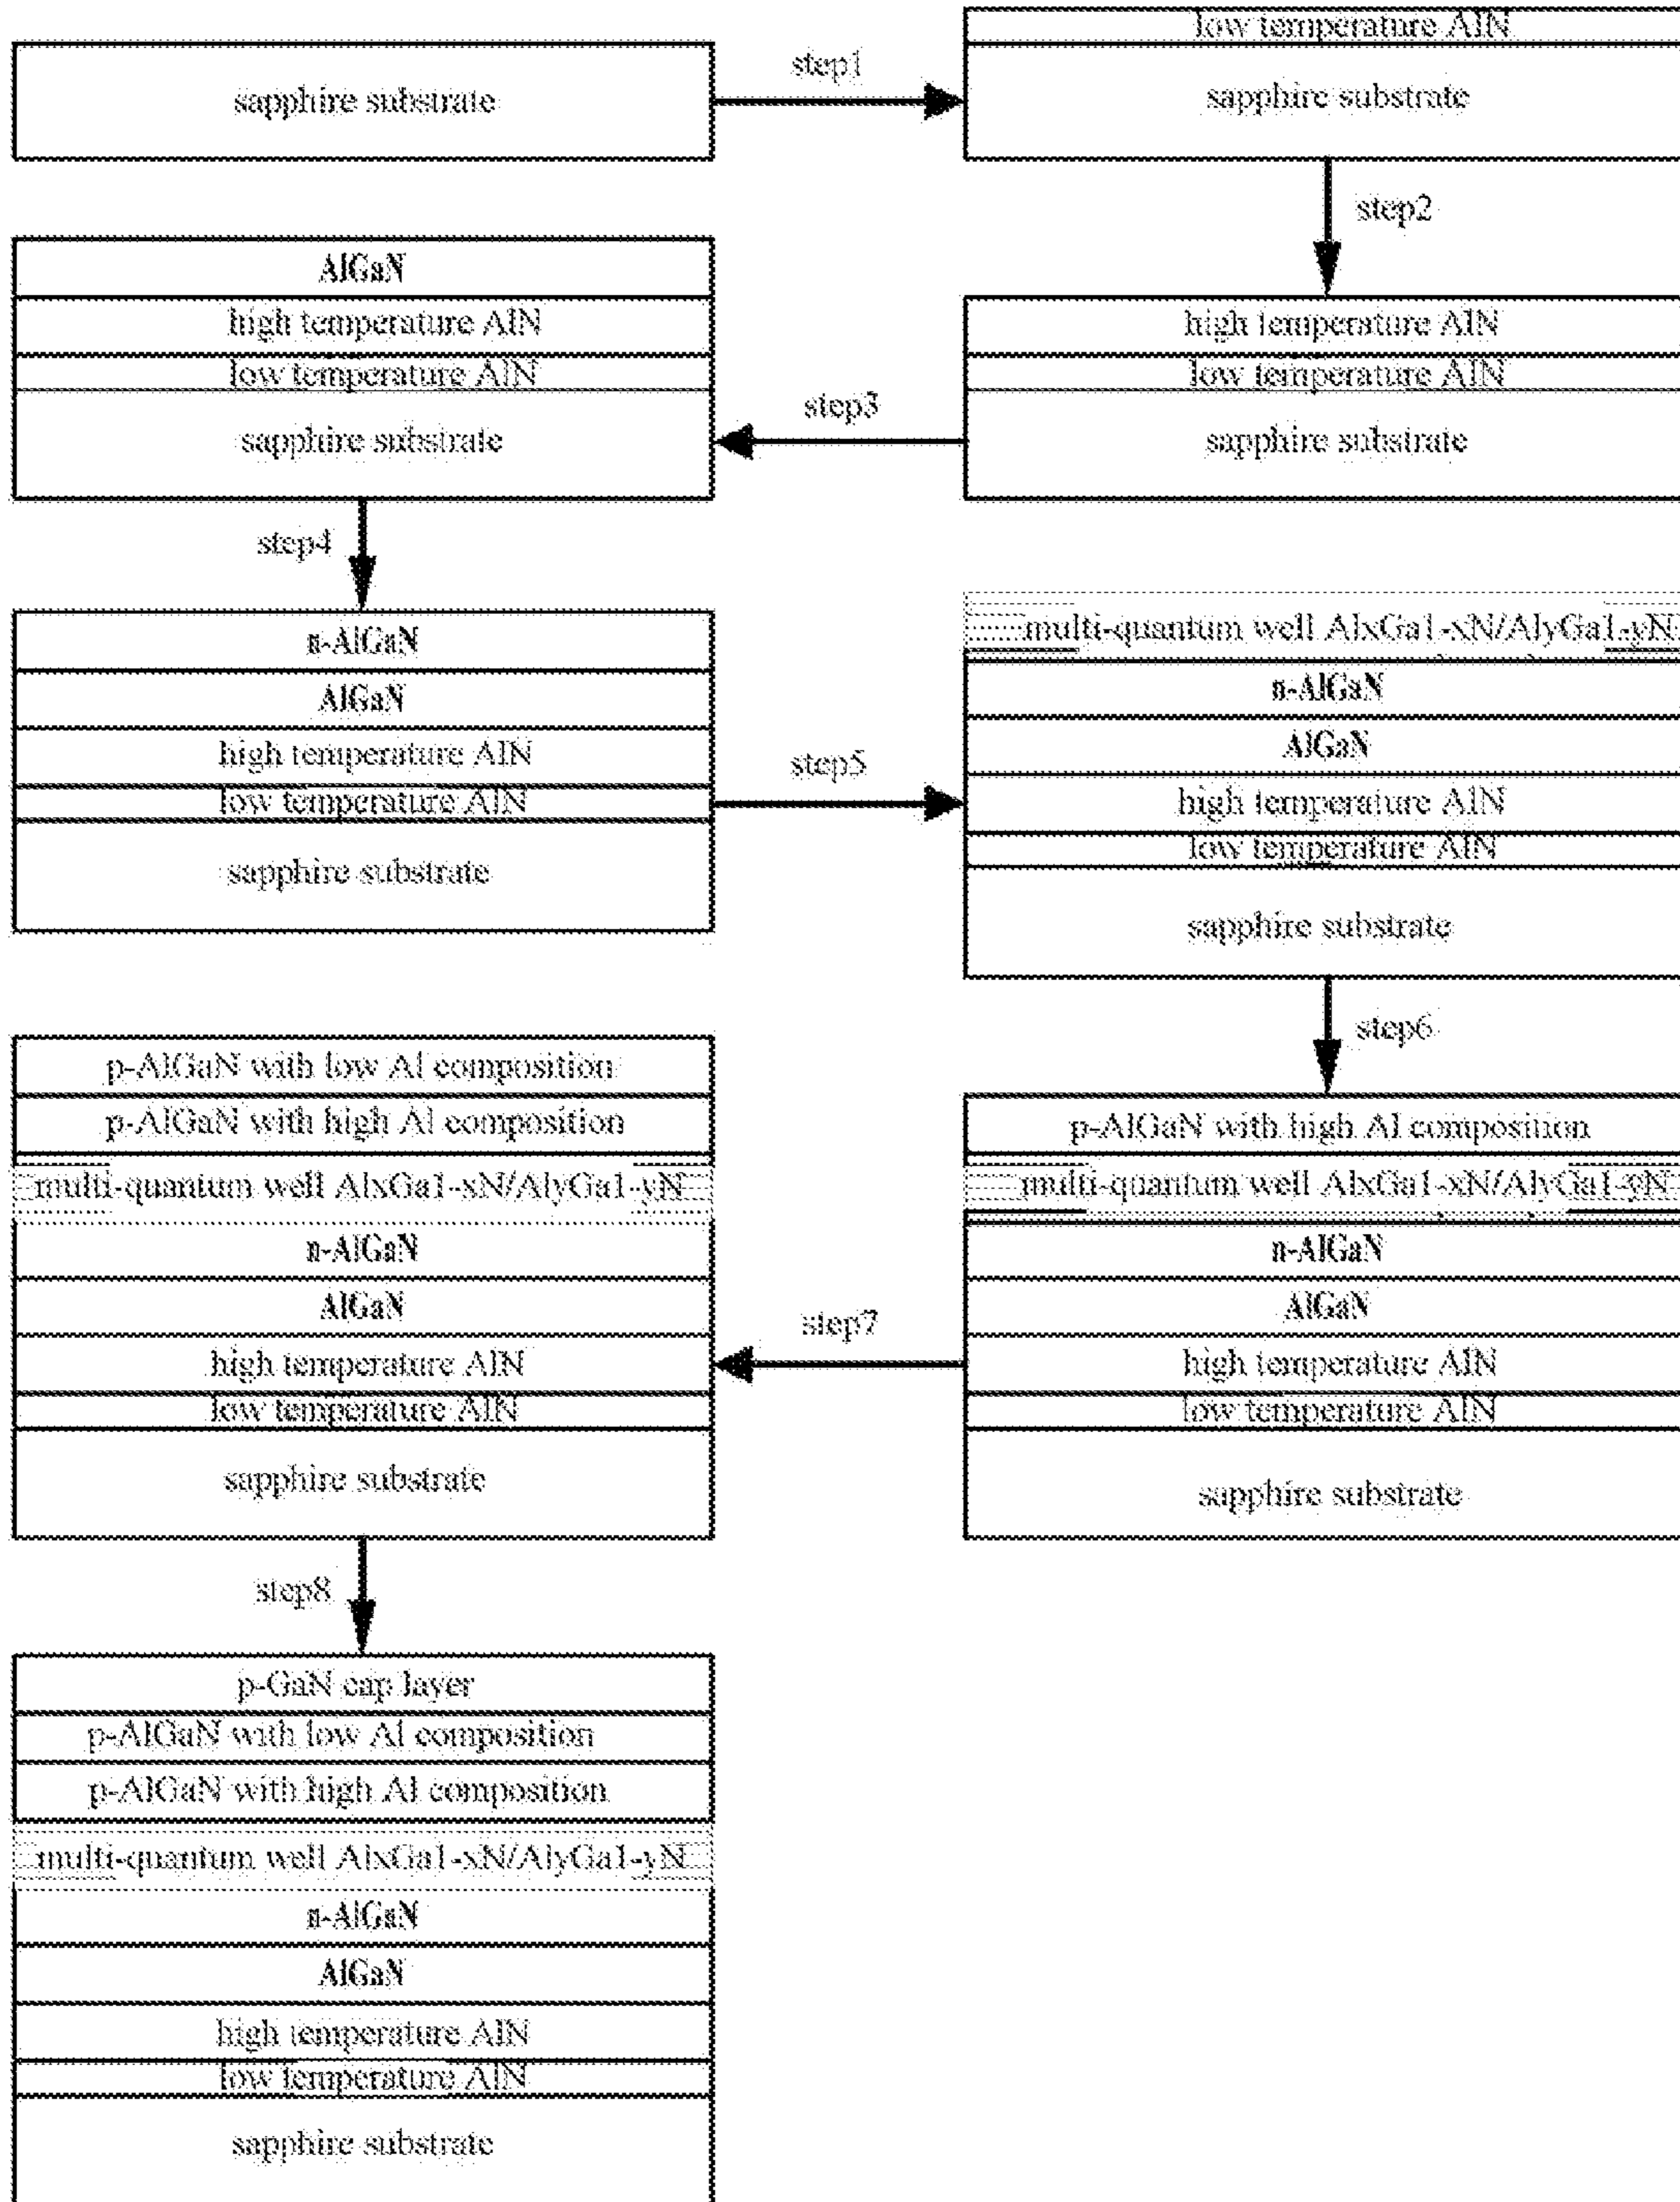 sapphire substrate
step1
low temperature AlN
sapphire substrate
step2
high temperature AlN
low temperature AlN
sapphire substrate
step3
AlGaN
high temperature AlN
low temperature AlN
sapphire substrate
step4
n-AlGaN
AlGaN
high temperature AlN
low temperature AlN
sapphire substrate
step5
multi-quantum well AlxGa1-xN/AlyGa1-yN
n-AlGaN
AlGaN
high temperature AlN
low temperature AlN
sapphire substrate
step6
p-AlGaN with high Al composition
multi-quantum well AlxGa1-xN/AlyGa1-yN
n-AlGaN
AlGaN
high temperature AlN
low temperature AlN
sapphire substrate
step7
p-AlGaN with low Al composition
p-AlGaN with high Al composition
multi-quantum well AlxGa1-xN/AlyGa1-yN
n-AlGaN
AlGaN
high temperature AlN
low temperature AlN
sapphire substrate
step8
p-GaN cap layer
p-AlGaN with low Al composition
p-AlGaN with high Al composition
multi-quantum well AlxGa1-xN/AlyGa1-yN
n-AlGaN
AlGaN
high temperature AlN
low temperature AlN
sapphire substrate